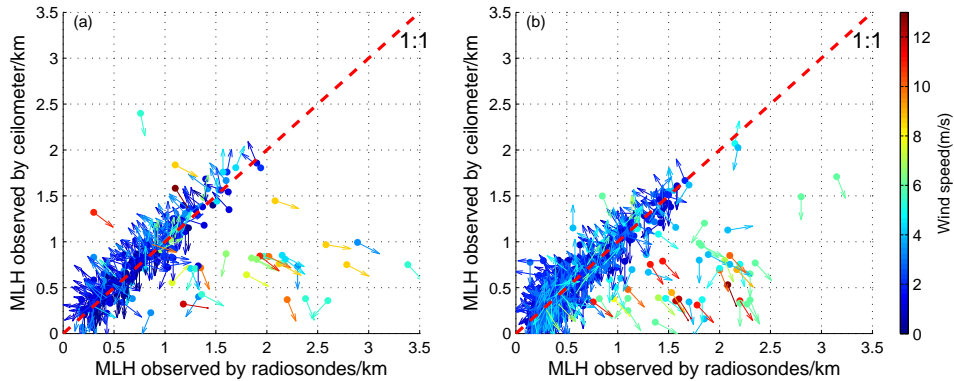 (a)
1:1
MLH observed by ceilometer/km
3.5
3
2.5
2
1.5
1
0.5
0
0 0.5 1 1.5 2 2.5 3 3.5
MLH observed by radiosondes/km
(b)
1:1
MLH observed by ceilometer/km
3.5
3
2.5
2
1.5
1
0.5
0
0 0.5 1 1.5 2 2.5 3 3.5
MLH observed by radiosondes/km
12
10
8
6
4
2
0
Wind speed(m/s)